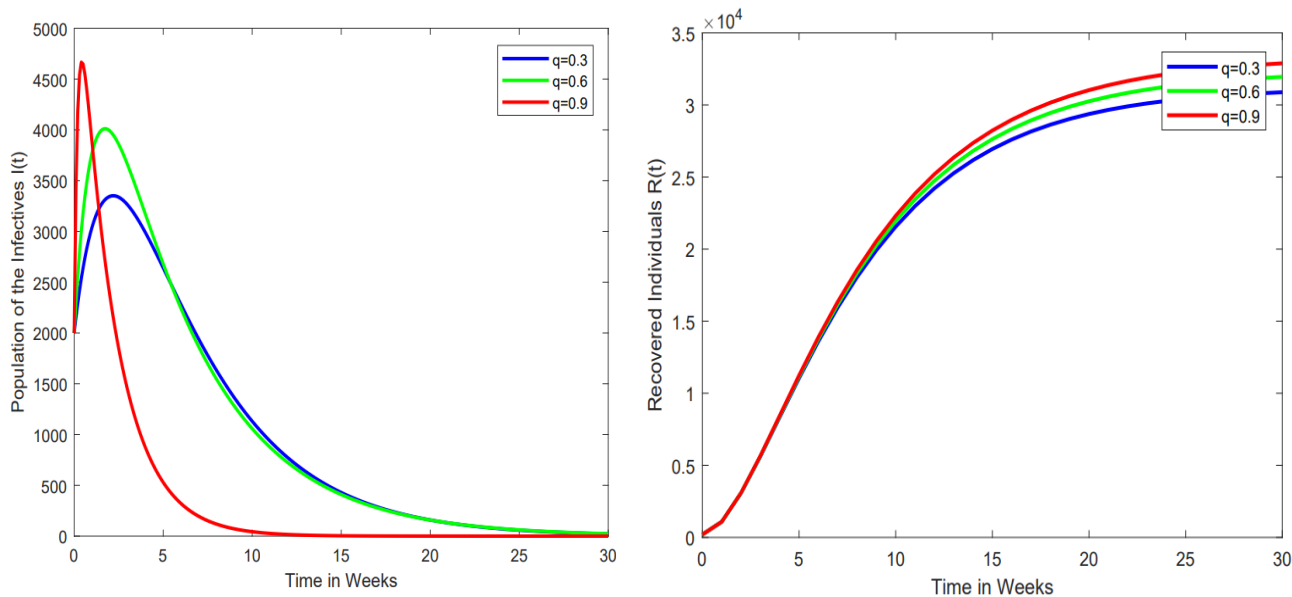 5000
4500
4000
3500
3000
2500
2000
1500
1000
500
0
Population of the Infectives I(t)
q=0.3
q=0.6
q=0.9
0 5 10 15 20 25 30
Time in Weeks
×10⁴
3.5
3
2.5
2
1.5
1
0.5
0
Recovered Individuals R(t)
q=0.3
q=0.6
q=0.9
0 5 10 15 20 25 30
Time in Weeks